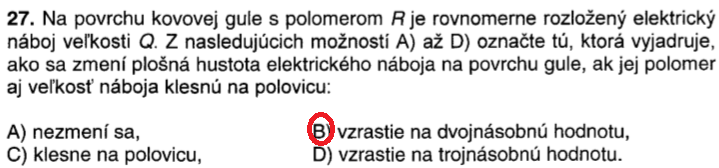 27. Na povrchu kovovej gule s polomerom R je rovnomerne rozložený elektrický
náboj veľkosti Q. Z nasledujúcich možností A) až D) označte tú, ktorá vyjadruje,
ako sa zmení plošná hustota elektrického náboja na povrchu gule, ak jej polomer
aj veľkosť náboja klesnú na polovicu:
A) nezmení sa, B) vzrastie na dvojnásobnú hodnotu,
C) klesne na polovicu, D) vzrastie na trojnásobnú hodnotu.